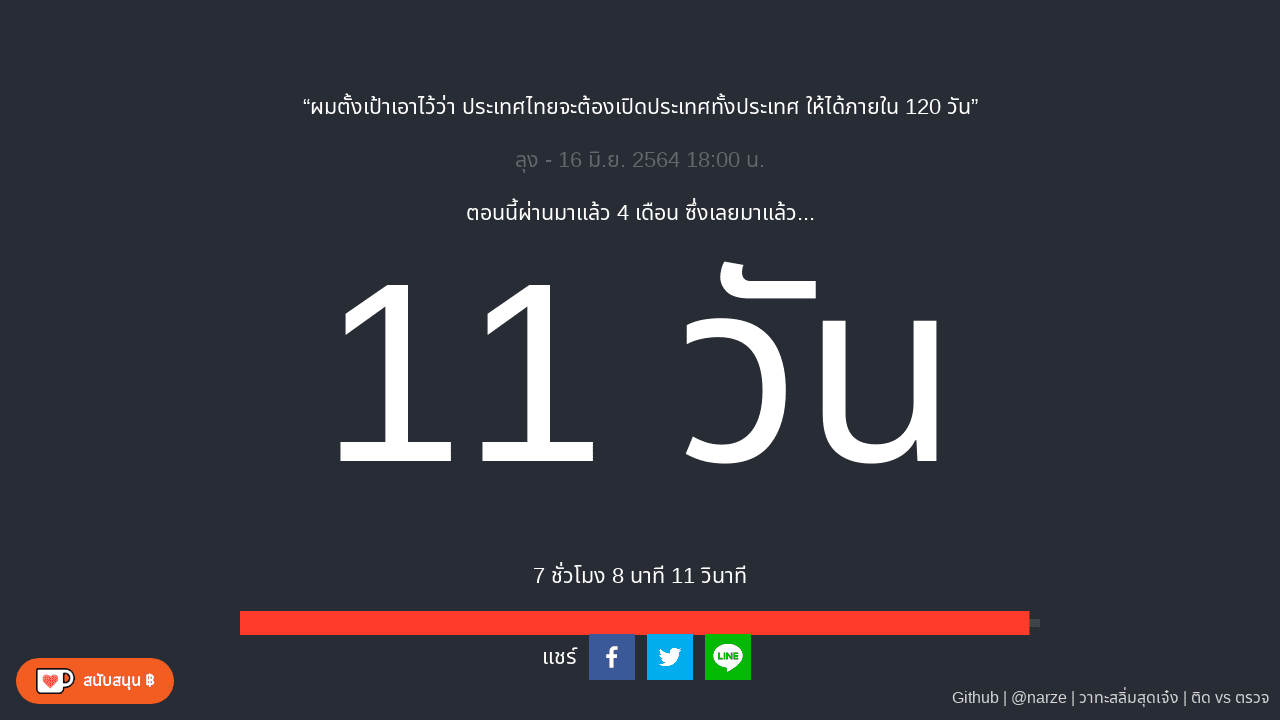 “ผมตั้งเป้าเอาไว้ว่า ประเทศไทยจะต้องเปิดประเทศทั้งประเทศ ให้ได้ภายใน 120 วัน”
ลุง - 16 มิ.ย. 2564 18:00 น.
ตอนนี้ผ่านมาแล้ว 4 เดือน ซึ่งเลยมาแล้ว...
11 วัน
7 ชั่วโมง 8 นาที 11 วินาที
แชร์
LINE
สนับสนุน ฿
Github | @narze | วาทะสลิ่มสุดเจ๋ง | ติด vs ตรวจ